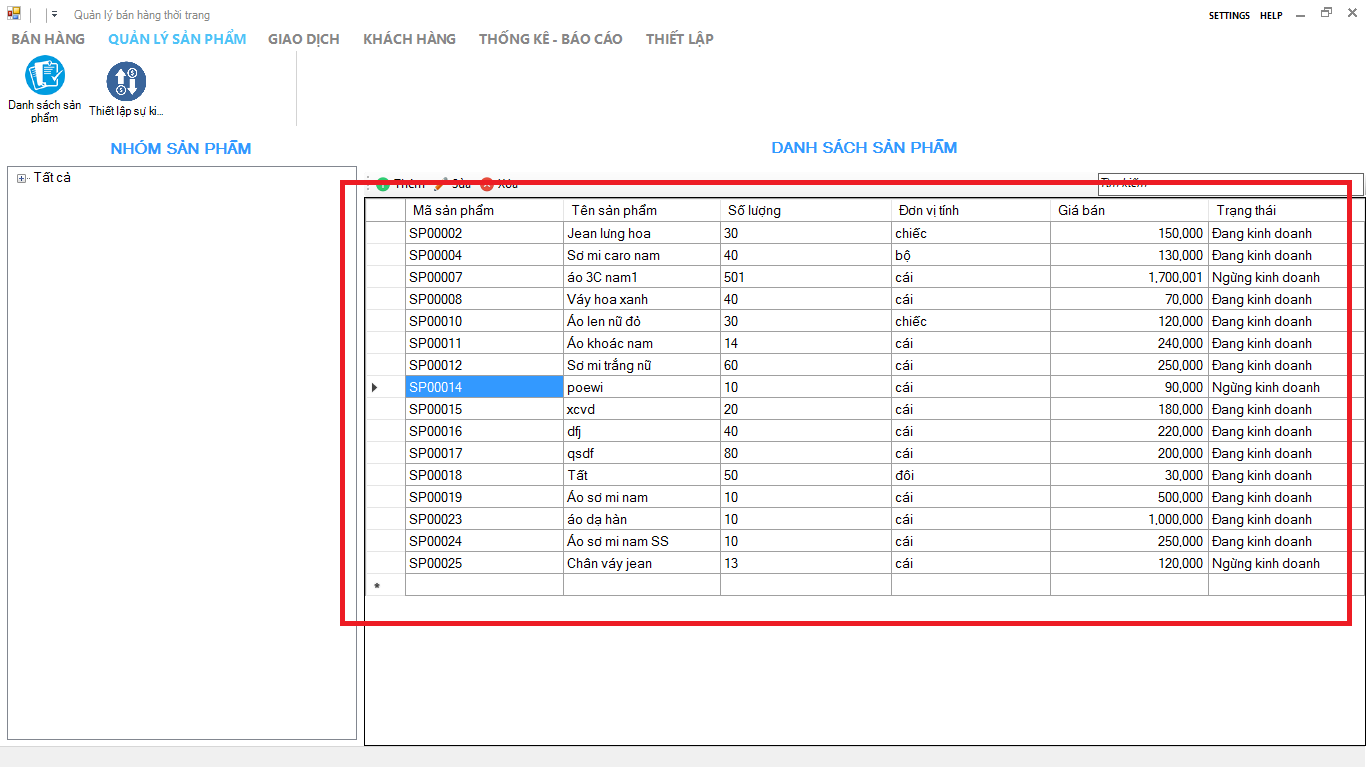 Quản lý bán hàng thời trang
SETTINGS HELP
BÁN HÀNG QUẢN LÝ SẢN PHẨM GIAO DỊCH KHÁCH HÀNG THỐNG KÊ - BÁO CÁO THIẾT LẬP
Danh sách sản
phẩm
Thiết lập sự ki...
NHÓM SẢN PHẨM
DANH SÁCH SẢN PHẨM
Tất cả
Thêm Sửa Xóa Tìm kiếm
Mã sản phẩm Tên sản phẩm Số lượng Đơn vị tính Giá bán Trạng thái
SP00002 Jean lưng hoa 30 chiếc 150,000 Đang kinh doanh
SP00004 Sơ mi caro nam 40 bộ 130,000 Đang kinh doanh
SP00007 áo 3C nam1 501 cái 1,700,001 Ngừng kinh doanh
SP00008 Váy hoa xanh 40 cái 70,000 Đang kinh doanh
SP00010 Áo len nữ đỏ 30 chiếc 120,000 Đang kinh doanh
SP00011 Áo khoác nam 14 cái 240,000 Đang kinh doanh
SP00012 Sơ mi trắng nữ 60 cái 250,000 Đang kinh doanh
SP00014 poewi 10 cái 90,000 Ngừng kinh doanh
SP00015 xcvd 20 cái 180,000 Đang kinh doanh
SP00016 dfj 40 cái 220,000 Đang kinh doanh
SP00017 qsdf 80 cái 200,000 Đang kinh doanh
SP00018 Tất 50 đôi 30,000 Đang kinh doanh
SP00019 Áo sơ mi nam 10 cái 500,000 Đang kinh doanh
SP00023 áo dạ hàn 10 cái 1,000,000 Đang kinh doanh
SP00024 Áo sơ mi nam SS 10 cái 250,000 Đang kinh doanh
SP00025 Chân váy jean 13 cái 120,000 Ngừng kinh doanh